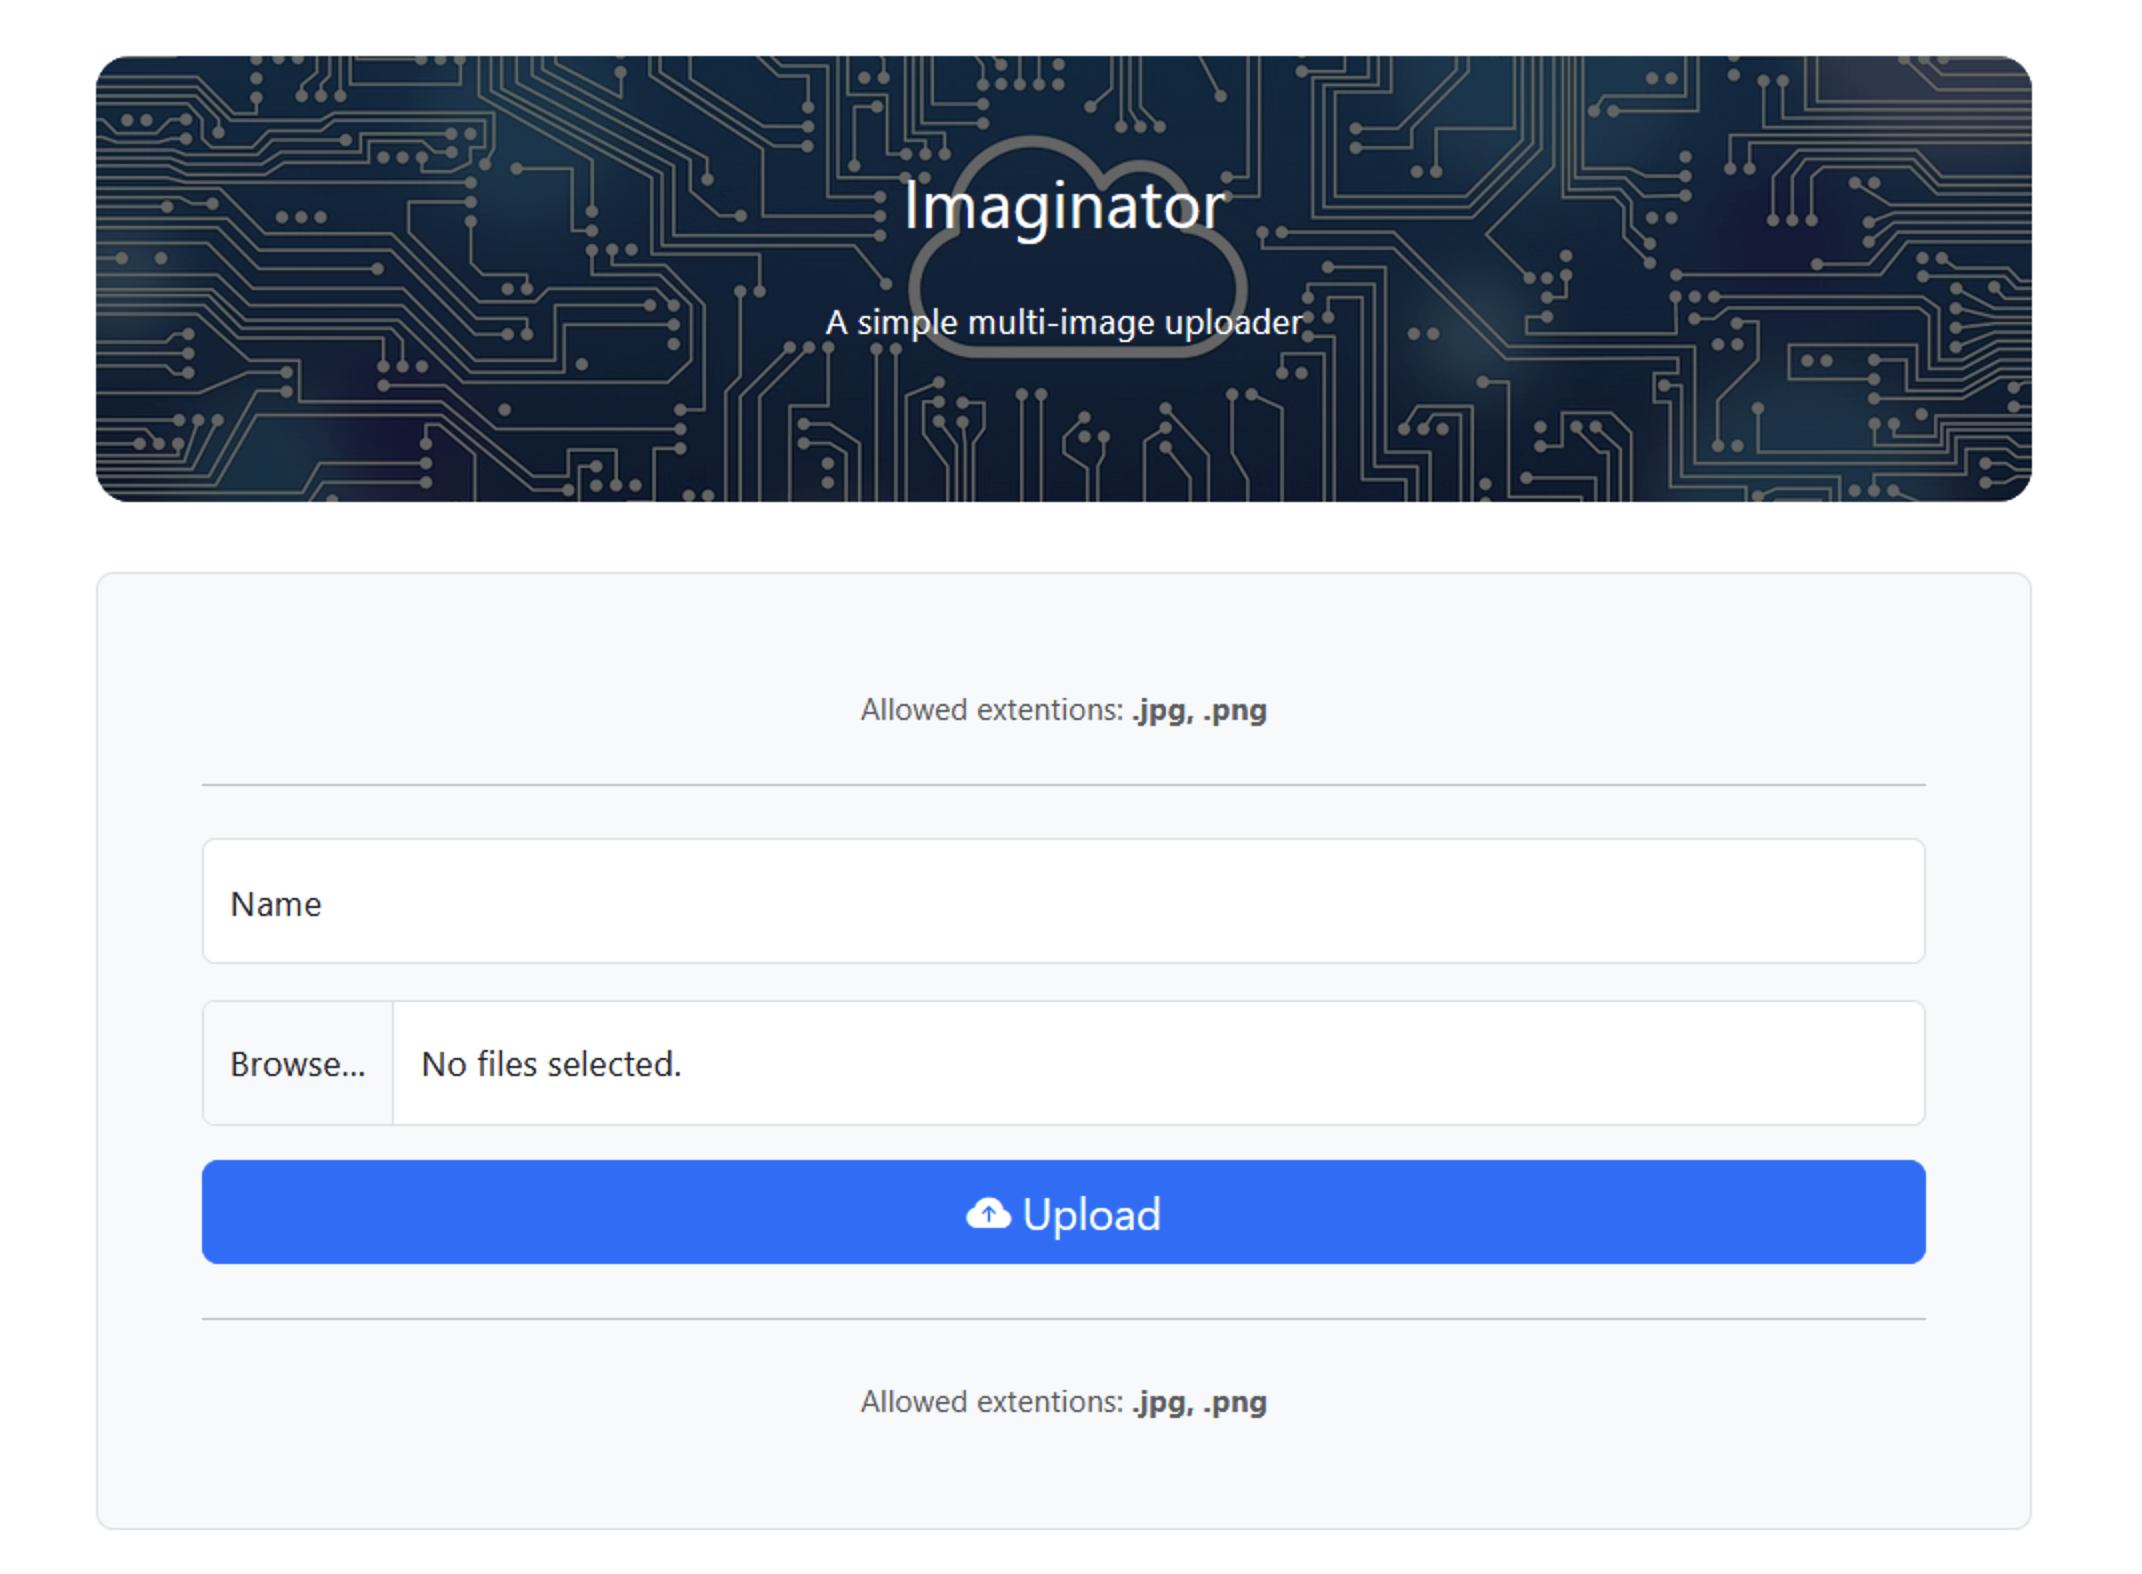 Imaginator
A simple multi-image uploader
Allowed extentions: .jpg, .png
Name
Browse... No files selected.
Upload
Allowed extentions: .jpg, .png